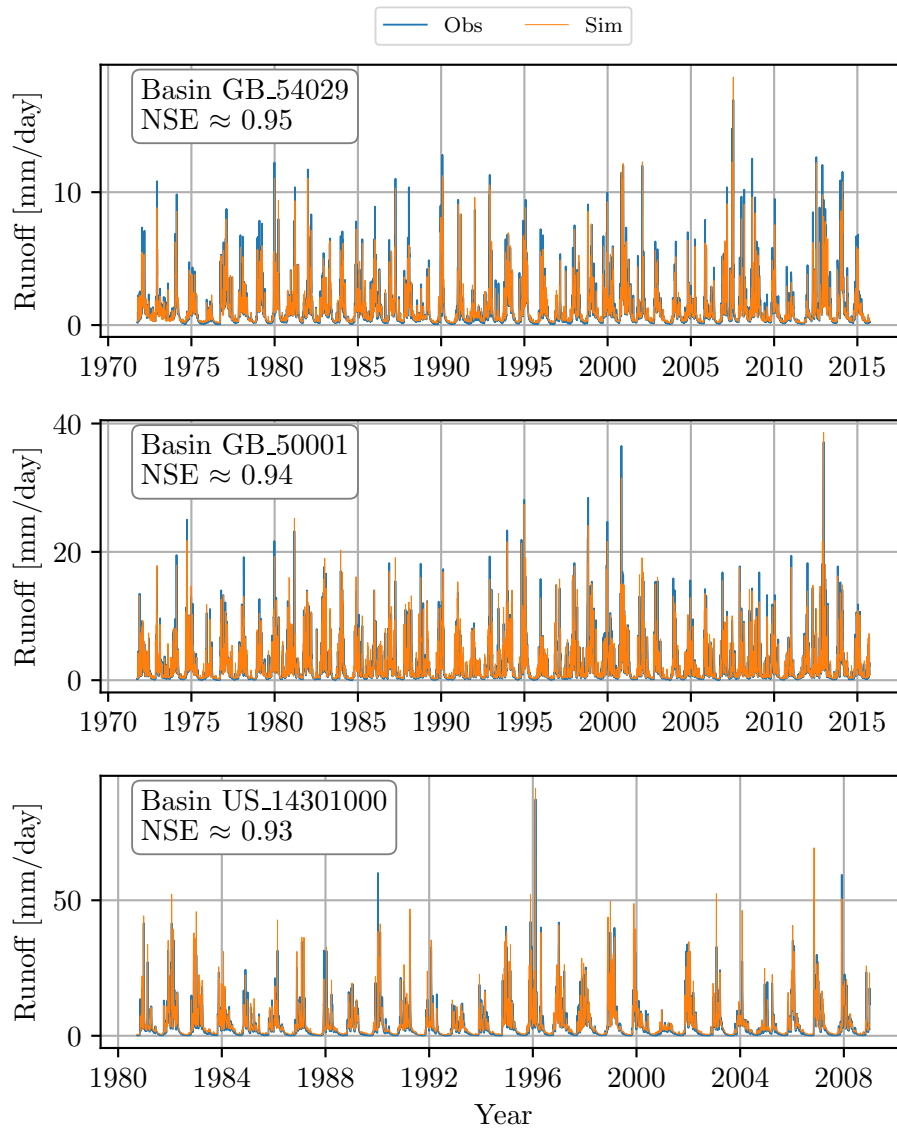 Obs Sim
Basin GB_54029
NSE ≈ 0.95
Runoff [mm/day]
10
0
1970 1975 1980 1985 1990 1995 2000 2005 2010 2015
Basin GB_50001
NSE ≈ 0.94
Runoff [mm/day]
40
20
0
1970 1975 1980 1985 1990 1995 2000 2005 2010 2015
Basin US_14301000
NSE ≈ 0.93
Runoff [mm/day]
50
0
1980 1984 1988 1992 1996 2000 2004 2008
Year